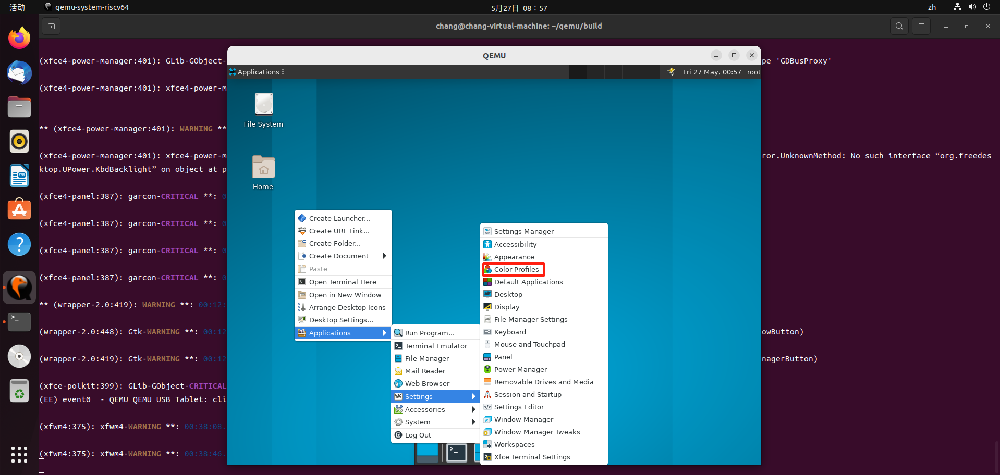 活动
qemu-system-riscv64
5月27日 08：57
zh
chang@chang-virtual-machine: ~/qemu/build
(xfce4-power-manager:401): GLib-GObject-
pe 'GDBusProxy'
(xfce4-power-manager:401): xfce4-power-m
** (xfce4-power-manager:401): WARNING **
(xfce4-power-manager:401): xfce4-power-m
ror.UnknownMethod: No such interface “org.freedes
ktop.UPower.KbdBacklight” on object at p
(xfce4-panel:387): garcon-CRITICAL **: 0
(xfce4-panel:387): garcon-CRITICAL **: 0
(xfce4-panel:387): garcon-CRITICAL **: 0
(xfce4-panel:387): garcon-CRITICAL **: 0
** (wrapper-2.0:419): WARNING **: 00:12:
(wrapper-2.0:448): Gtk-WARNING **: 00:12
owButton)
(wrapper-2.0:419): Gtk-WARNING **: 00:12
nagerButton)
(xfce-polkit:399): GLib-GObject-CRITICAL
(EE) event0  - QEMU QEMU USB Tablet: cli
(xfwm4:375): xfwm4-WARNING **: 00:38:08.
(xfwm4:375): xfwm4-WARNING **: 00:38:46.
QEMU
Applications
Fri 27 May, 00:57
root
File System
Home
Create Launcher...
Create URL Link...
Create Folder...
Create Document
Paste
Open Terminal Here
Open in New Window
Arrange Desktop Icons
Desktop Settings...
Applications
Run Program...
Terminal Emulator
File Manager
Mail Reader
Web Browser
Settings
Accessories
System
Log Out
Settings Manager
Accessibility
Appearance
Color Profiles
Default Applications
Desktop
Display
File Manager Settings
Keyboard
Mouse and Touchpad
Panel
Power Manager
Removable Drives and Media
Session and Startup
Settings Editor
Window Manager
Window Manager Tweaks
Workspaces
Xfce Terminal Settings